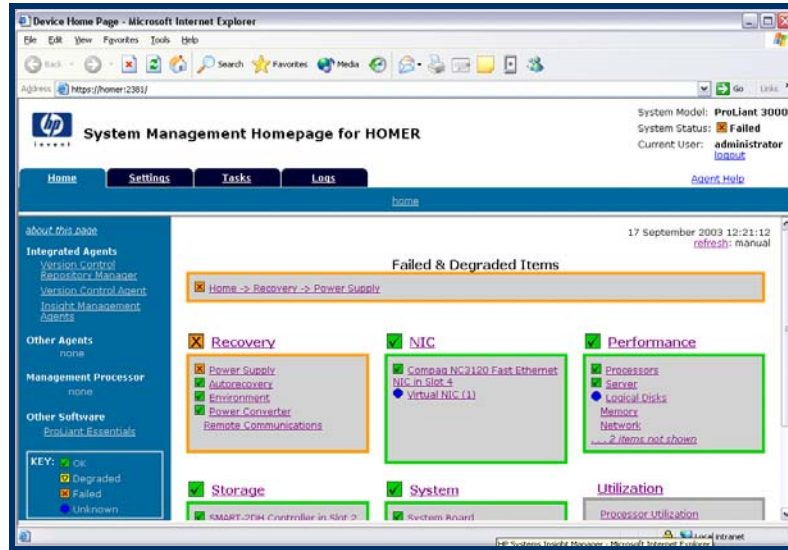 Device Home Page - Microsoft Internet Explorer
File Edit View Favorites Tools Help
Back Search Favorites Media
Address https://homer:2381/ Go Links
hp
invent
System Management Homepage for HOMER
System Model: ProLiant 3000
System Status: Failed
Current User: administrator
logout
Home Settings Tasks Logs
Agent Help
home
about this page
17 September 2003 12:21:12
refresh: manual
Integrated Agents
Version Control
Repository Manager
Version Control Agent
Insight Management
Agents
Other Agents
none
Management Processor
none
Other Software
ProLiant Essentials
KEY: OK
Degraded
Failed
Unknown
Failed & Degraded Items
Home -> Recovery -> Power Supply
Recovery
Power Supply
Autorecovery
Environment
Power Converter
Remote Communications
NIC
Compaq NC3120 Fast Ethernet
NIC in Slot 4
Virtual NIC (1)
Performance
Processors
Server
Logical Disks
Memory
Network
. . . 2 items not shown
Storage
SMART-2DH Controller in Slot 2
System
System Board
Utilization
Processor Utilization
Local intranet
HP Systems Insight Manager - Microsoft Internet Explorer